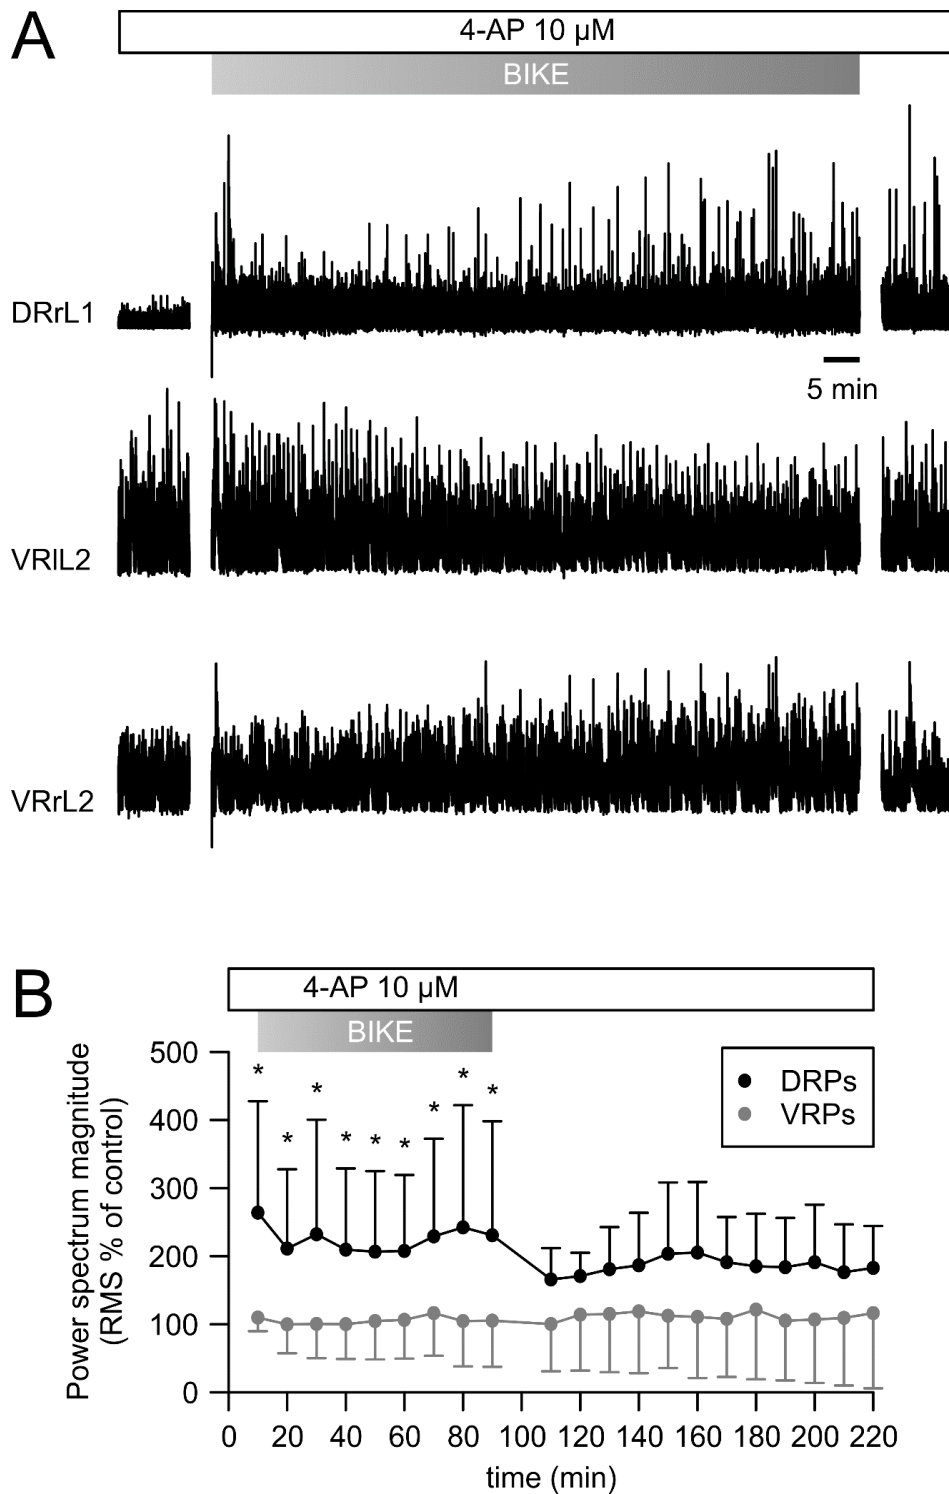 A
4-AP 10 µM
BIKE
DRrL1
5 min
VRlL2
VRrL2
B
4-AP 10 µM
BIKE
Power spectrum magnitude
(RMS % of control)
500
400
300
200
100
0
* * * * * * * * *
DRPs
VRPs
0 20 40 60 80 100 120 140 160 180 200 220
time (min)